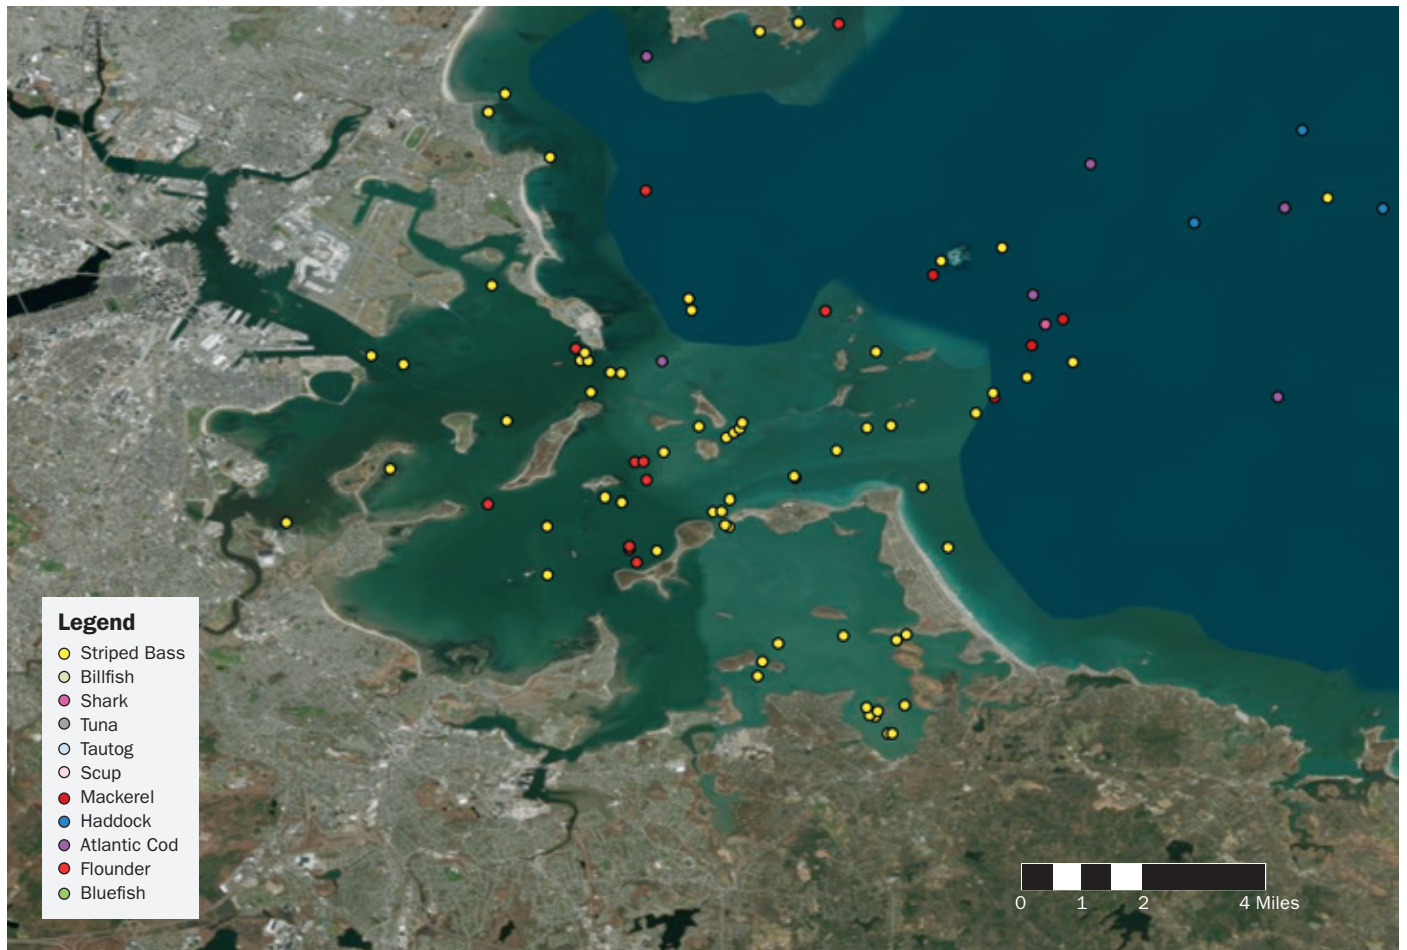 Legend
Striped Bass
Billfish
Shark
Tuna
Tautog
Scup
Mackerel
Haddock
Atlantic Cod
Flounder
Bluefish
0 1 2 4 Miles